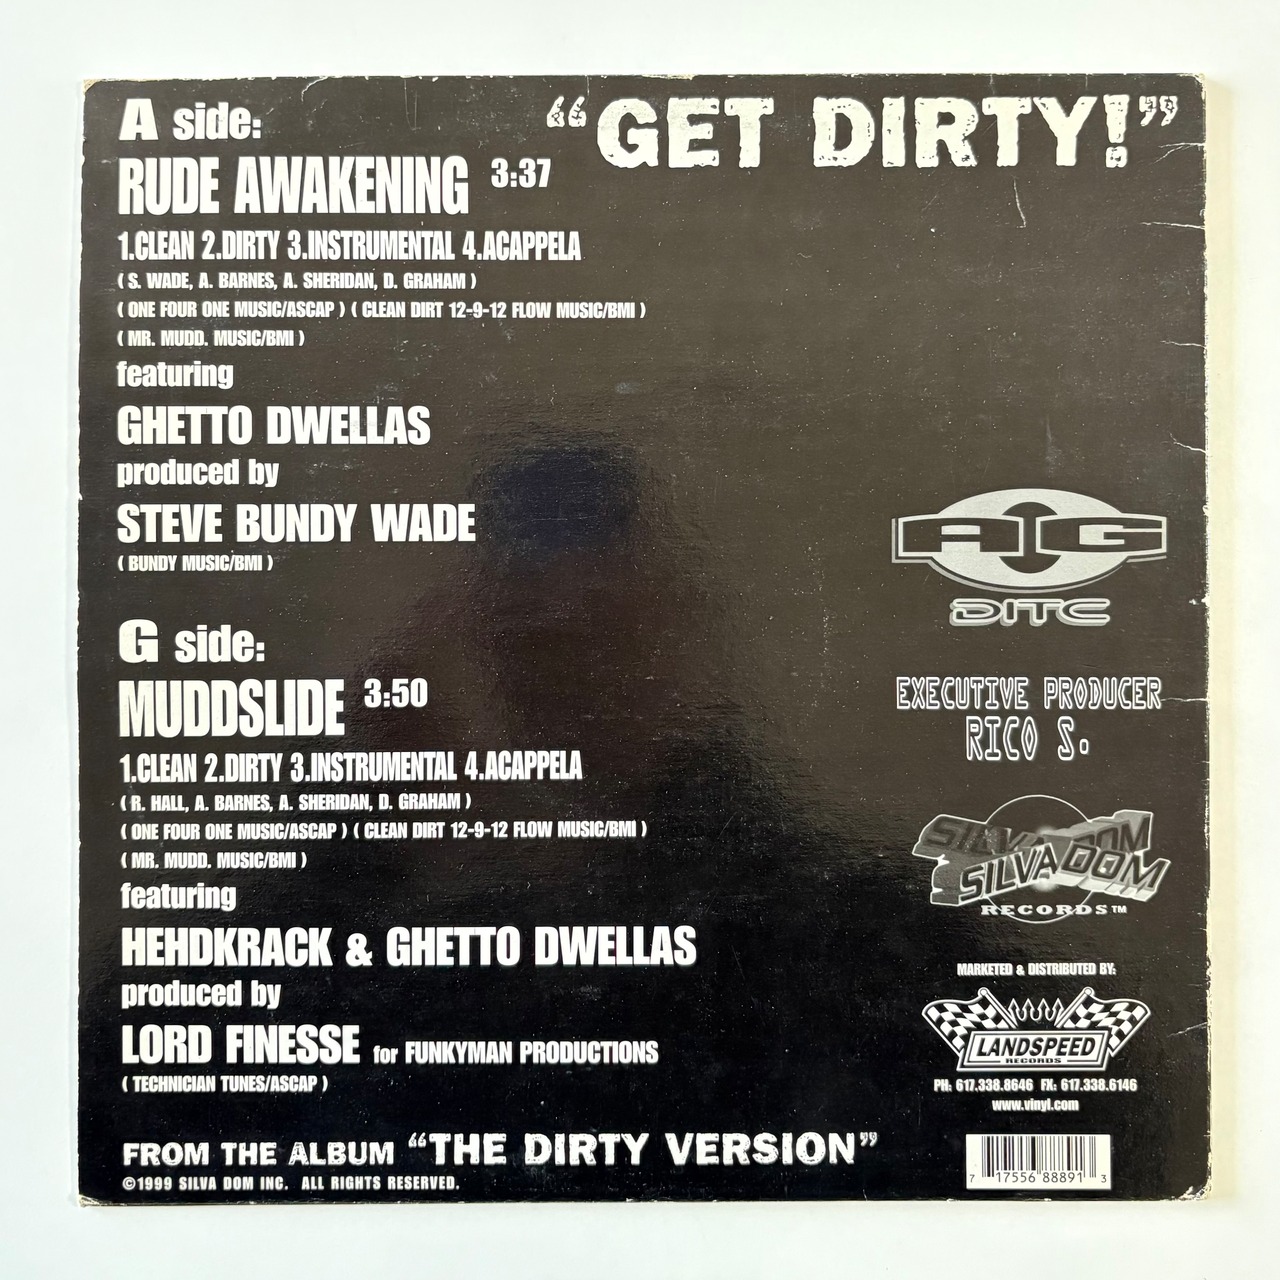 A side:
"GET DIRTY!"
RUDE AWAKENING 3:37
1.CLEAN 2.DIRTY 3.INSTRUMENTAL 4.ACAPPELA
( S. WADE, A. BARNES, A. SHERIDAN, D. GRAHAM )
( ONE FOUR ONE MUSIC/ASCAP ) ( CLEAN DIRT 12-9-12 FLOW MUSIC/BMI )
( MR. MUDD. MUSIC/BMI )
featuring
GHETTO DWELLAS
produced by
STEVE BUNDY WADE
( BUNDY MUSIC/BMI )
G side:
MUDDSLIDE 3:50
1.CLEAN 2.DIRTY 3.INSTRUMENTAL 4.ACAPPELA
( R. HALL, A. BARNES, A. SHERIDAN, D. GRAHAM )
( ONE FOUR ONE MUSIC/ASCAP ) ( CLEAN DIRT 12-9-12 FLOW MUSIC/BMI )
( MR. MUDD. MUSIC/BMI )
featuring
HEHDKRACK & GHETTO DWELLAS
produced by
LORD FINESSE for FUNKYMAN PRODUCTIONS
( TECHNICIAN TUNES/ASCAP )
FROM THE ALBUM "THE DIRTY VERSION"
©1999 SILVA DOM INC. ALL RIGHTS RESERVED.
AG
DITC
EXECUTIVE PRODUCER
RICO S.
SILVA DOM
SILVA DOM
RECORDS™
MARKETED & DISTRIBUTED BY:
LANDSPEED
RECORDS
PH: 617.338.8646 FX: 617.338.6146
www.vinyl.com
7 17556 88891 3